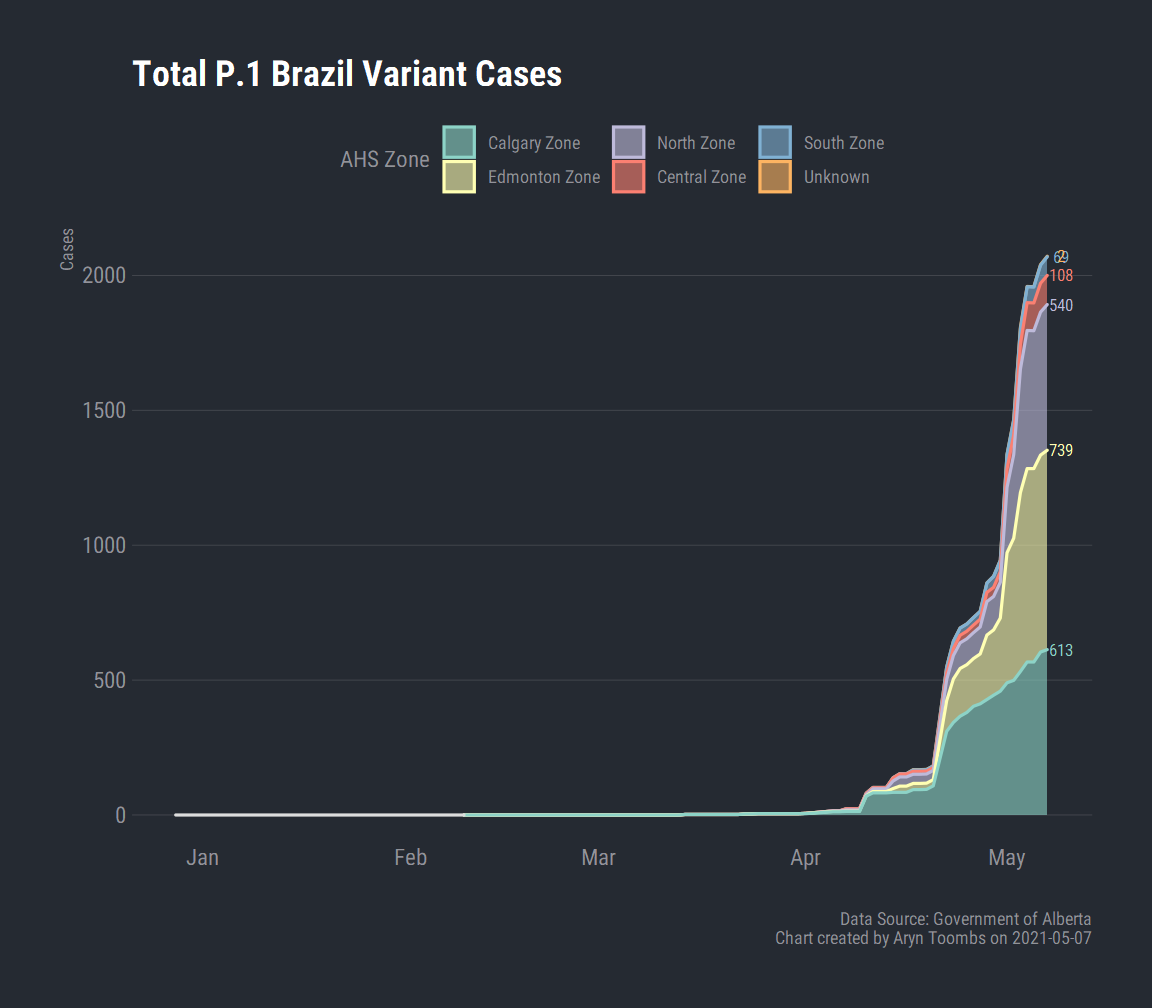 Total P.1 Brazil Variant Cases
AHS Zone
Calgary Zone
North Zone
South Zone
Edmonton Zone
Central Zone
Unknown
Cases
2000
1500
1000
500
0
2
69
108
540
739
613
Jan
Feb
Mar
Apr
May
Data Source: Government of Alberta
Chart created by Aryn Toombs on 2021-05-07